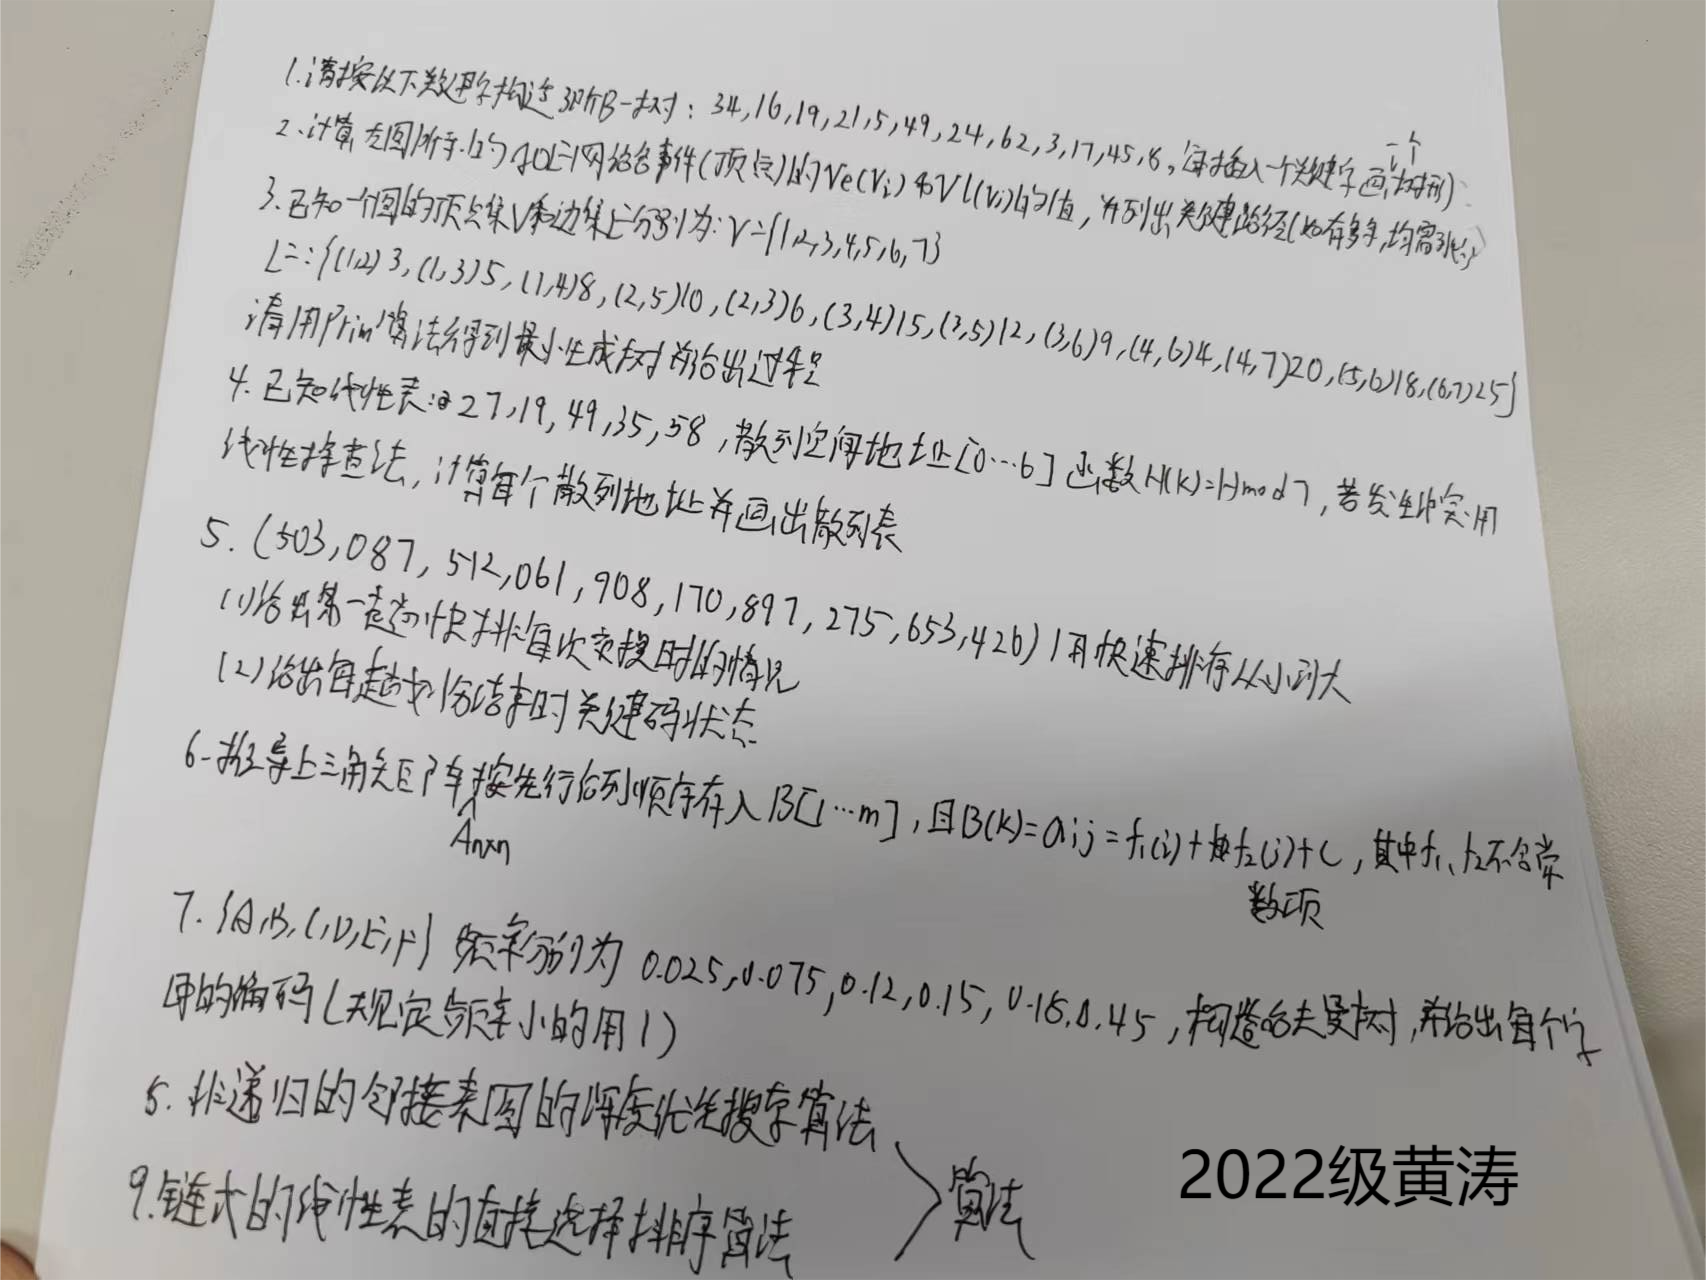 1.请按以下关键字构造3阶B-树:34,16,19,21,5,49,24,62,3,17,45,8,每插入一个关键字画一个树形)
2.计算左图所示的AOE网络各事件(顶点)的Ve(Vi)和Vl(Vi)的值,并列出关键路径(如有多条,均需列出)
3.已知一个图的顶点集V和边集L分别为:V={1,2,3,4,5,6,7}
L=:{(1,2)3,(1,3)5,(1,4)8,(2,5)10,(2,3)6,(3,4)15,(3,5)12,(3,6)9,(4,6)4,(4,7)20,(5,6)18,(6,7)25}
请用Prim算法得到最小生成树并给出过程
4.已知线性表:27,19,49,35,58,散列空间地址[0…6]函数H(K)=Hmod7,若发生冲突,用
线性探查法,计算每个散列地址并画出散列表
5.(503,087,512,061,908,170,897,275,653,426)用快速排序从小到大
(1)给出第一趟快排每次交换时的情况
(2)给出每趟划分结束时关键码状态
6.推导上三角矩阵按先行后列顺序存入B[1…m],且B(K)=aij=f₁(i)+f₂(j)+C,其中f₁、f₂不含常
Anxn
数项
7.{A,B,C,D,E,F}频率分别为0.025,0.075,0.12,0.15,0.18,0.45,构造哈夫曼树,并给出每个字
母的编码(规定频率小的用1)
8.非递归的邻接表图的深度优先搜索算法
9.链式的线性表的直接选择排序算法
算法
2022级黄涛